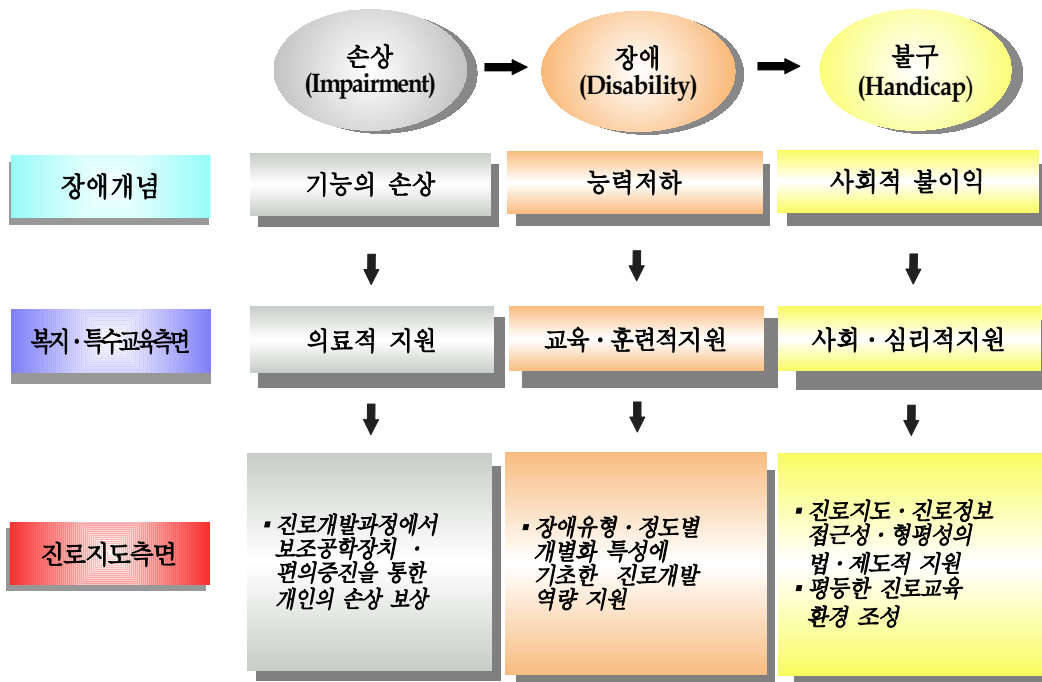 손상
(Impairment)
장애
(Disability)
불구
(Handicap)
장애개념
기능의 손상
능력저하
사회적 불이익
복지·특수교육측면
의료적 지원
교육·훈련적지원
사회·심리적지원
진로지도측면
▪ 진로개발과정에서
보조공학장치 ·
편의증진을 통한
개인의 손상 보상
▪ 장애유형·정도별
개별화 특성에
기초한 진로개발
역량 지원
▪ 진로지도·진로정보
접근성·형평성의
법·제도적 지원
▪ 평등한 진로교육
환경 조성